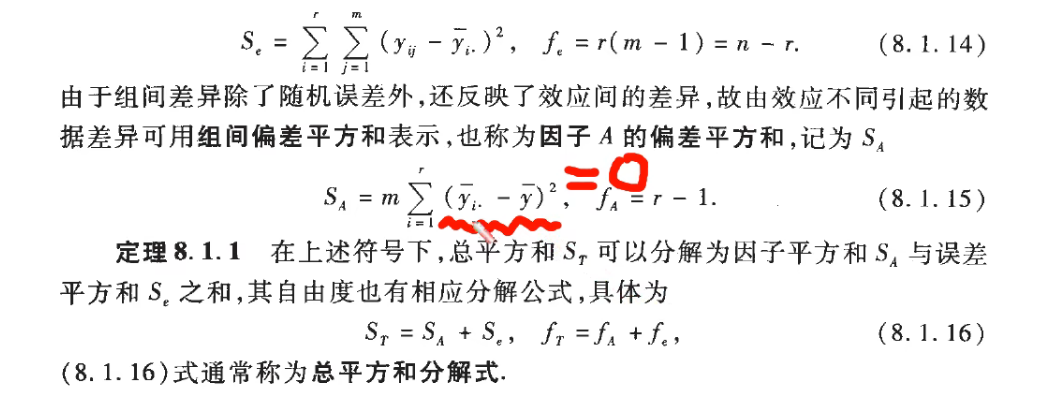 S_e = \sum_{i=1}^{r} \sum_{j=1}^{m} (y_{ij} - \bar{y}_{i·})², f_e = r(m - 1) = n - r. (8.1.14)
由于组间差异除了随机误差外,还反映了效应间的差异,故由效应不同引起的数
据差异可用组间偏差平方和表示,也称为因子 A 的偏差平方和,记为 S_A
S_A = m \sum_{i=1}^{r} (\bar{y}_{i·} - \bar{y})², f_A = r - 1. (8.1.15)
= 0
定理8.1.1 在上述符号下,总平方和 S_T 可以分解为因子平方和 S_A 与误差
平方和 S_e 之和,其自由度也有相应分解公式,具体为
S_T = S_A + S_e, f_T = f_A + f_e, (8.1.16)
(8.1.16)式通常称为总平方和分解式.